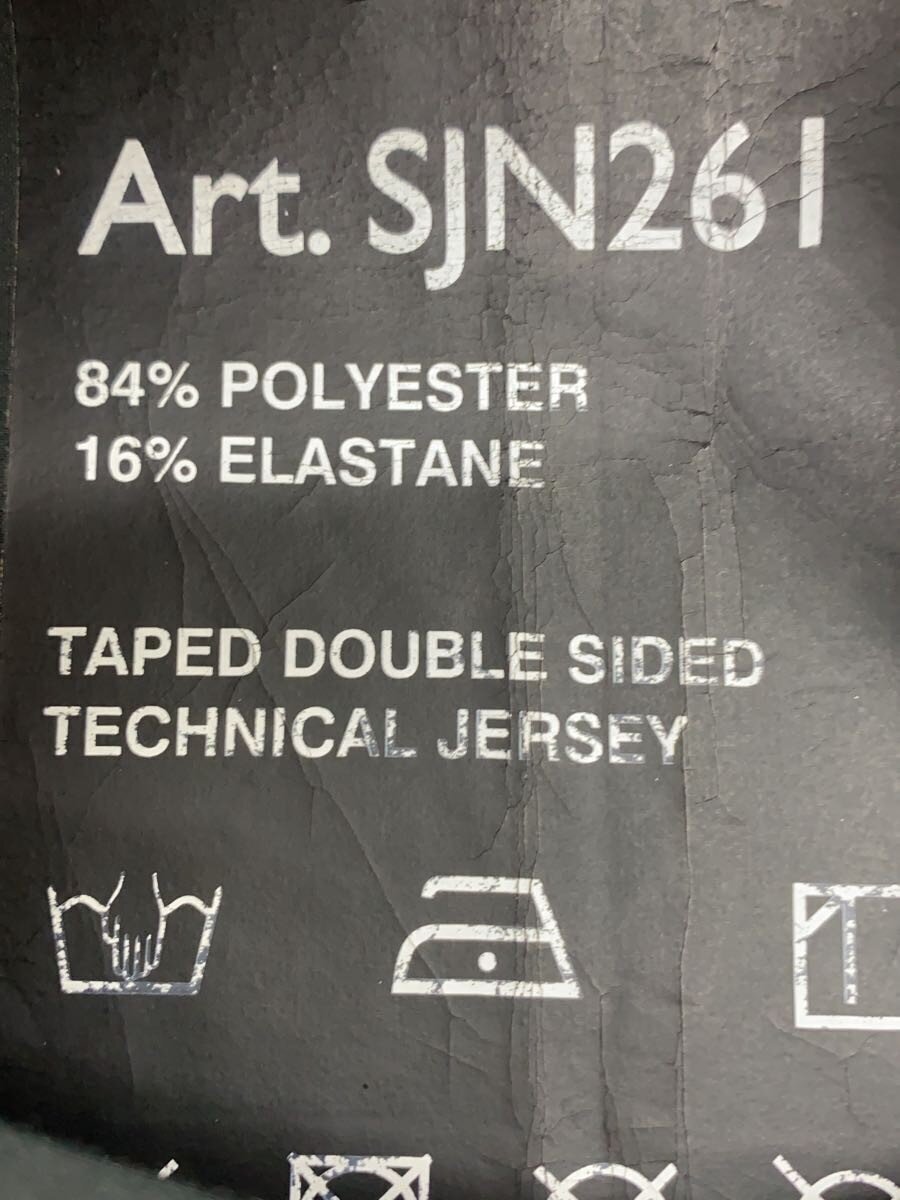 Art. SJN261
84% POLYESTER
16% ELASTANE
TAPED DOUBLE SIDED
TECHNICAL JERSEY